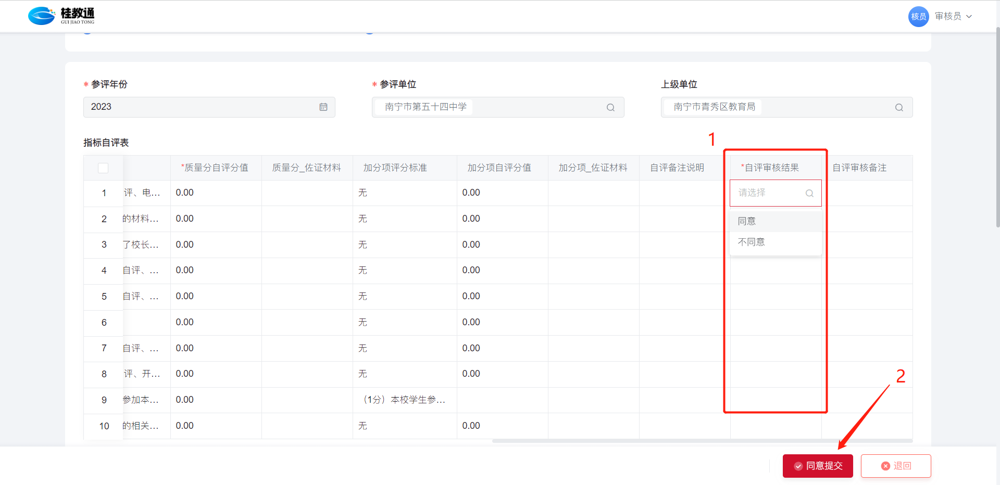 桂教通
GUI JIAO TONG
核员 审核员
* 参评年份 * 参评单位 上级单位
2023 南宁市第五十四中学 南宁市青秀区教育局
指标自评表
1
*质量分自评分值 质量分_佐证材料 加分项评分标准 加分项自评分值 加分项_佐证材料 自评备注说明 *自评审核结果 自评审核备注
1 评、电... 0.00 无 0.00 请选择
2 的材料... 0.00 无 0.00 同意
3 了校长... 0.00 无 0.00 不同意
4 自评、... 0.00 无 0.00
5 自评、... 0.00 无 0.00
6 0.00 无 0.00
7 自评、... 0.00 无 0.00
8 评、开... 0.00 无 0.00
2
9 参加本... 0.00 （1分）本校学生参...
10 的相关... 0.00 无 0.00
同意提交 退回